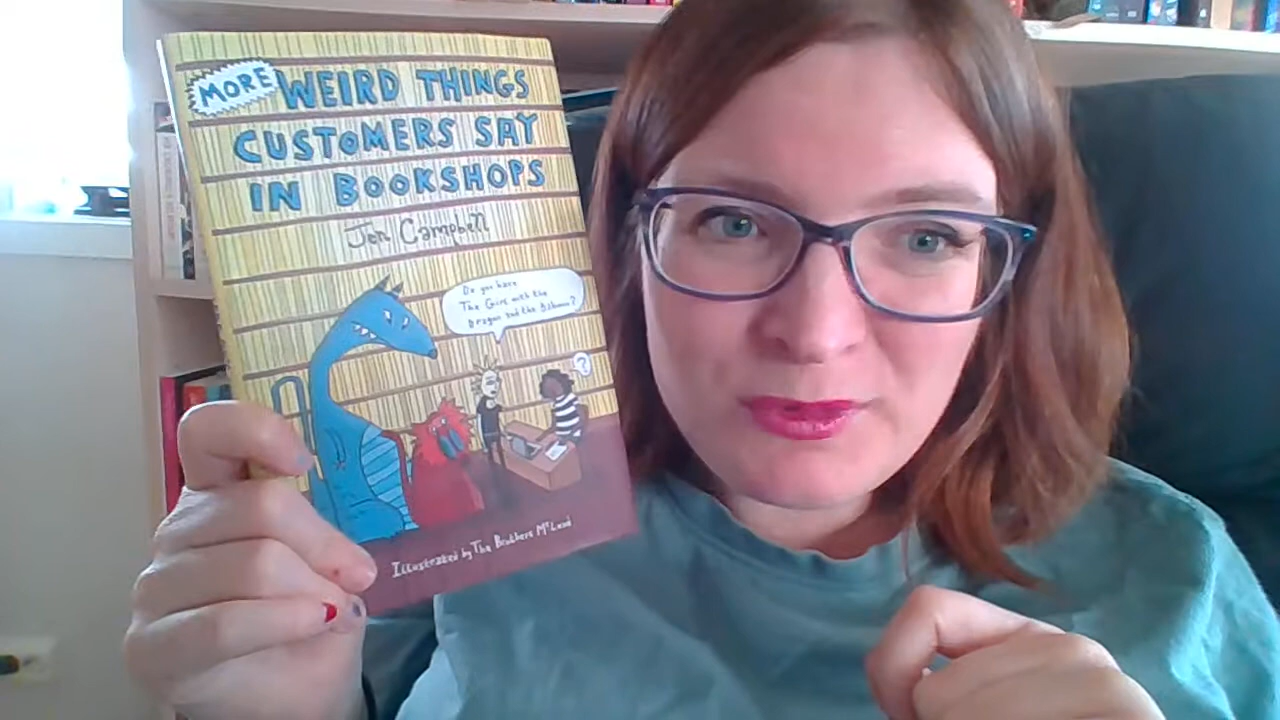 MORE WEIRD THINGS
CUSTOMERS SAY
IN BOOKSHOPS
Jen Campbell
Do you have
The Girl with the
Dragon and the
?
Illustrated by The Brothers McLeod